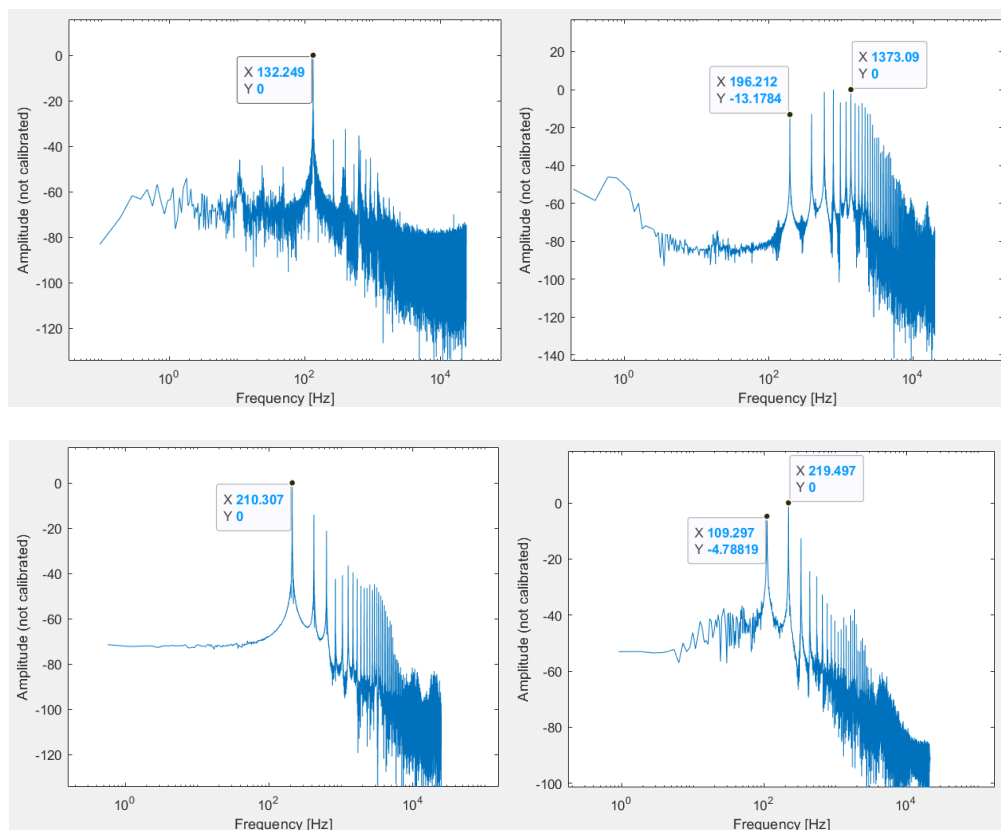 0
-20
-40
-60
-80
-100
-120
Amplitude (not calibrated)
X 132.249
Y 0
10^0
10^2
10^4
Frequency [Hz]
20
0
-20
-40
-60
-80
-100
-120
-140
Amplitude (not calibrated)
X 196.212
Y -13.1784
X 1373.09
Y 0
10^0
10^2
10^4
Frequency [Hz]
0
-20
-40
-60
-80
-100
-120
Amplitude (not calibrated)
X 210.307
Y 0
10^0
10^2
10^4
Frequency [Hz]
0
-20
-40
-60
-80
-100
Amplitude (not calibrated)
X 109.297
Y -4.78819
X 219.497
Y 0
10^0
10^2
10^4
Frequency [Hz]